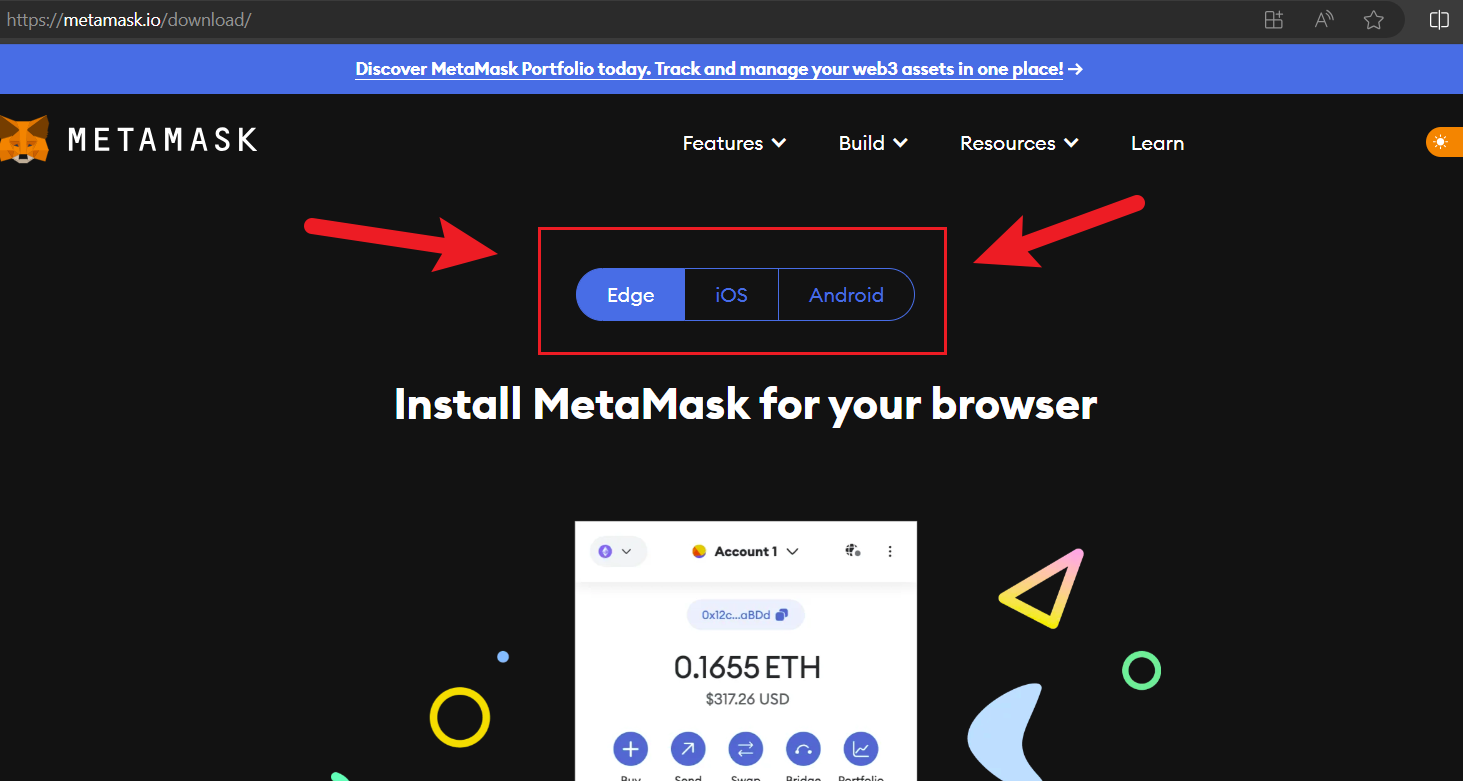 https://metamask.io/download/
Discover MetaMask Portfolio today. Track and manage your web3 assets in one place! →
METAMASK
Features Build Resources Learn
Edge iOS Android
Install MetaMask for your browser
Account 1
0x12c...aBDd
0.1655 ETH
$317.26 USD
Buy Send Swap Bridge Portfolio